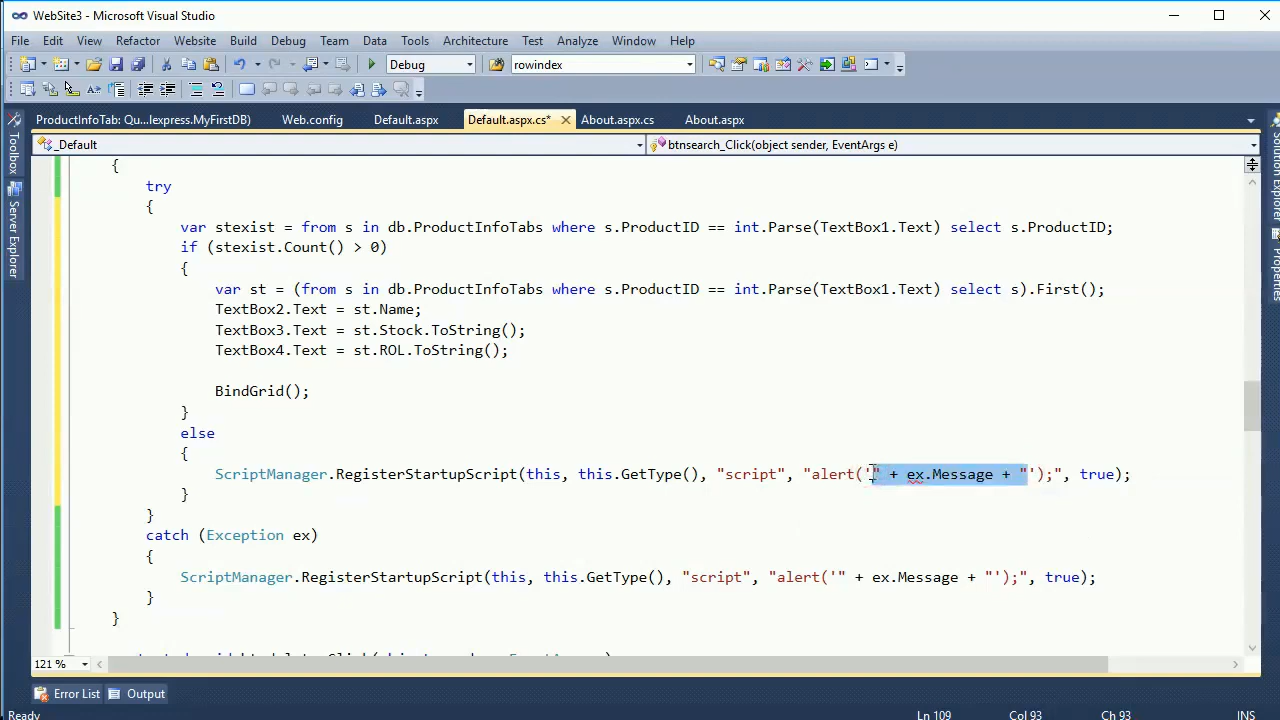 WebSite3 - Microsoft Visual Studio
File Edit View Refactor Website Build Debug Team Data Tools Architecture Test Analyze Window Help
Debug rowindex
ProductInfoTab: Qu...lexpress.MyFirstDB) Web.config Default.aspx Default.aspx.cs* About.aspx.cs About.aspx
_Default btnsearch_Click(object sender, EventArgs e)
Toolbox
Server Explorer
Solution Explorer
Properties
{
try
{
var stexist = from s in db.ProductInfoTabs where s.ProductID == int.Parse(TextBox1.Text) select s.ProductID;
if (stexist.Count() > 0)
{
var st = (from s in db.ProductInfoTabs where s.ProductID == int.Parse(TextBox1.Text) select s).First();
TextBox2.Text = st.Name;
TextBox3.Text = st.Stock.ToString();
TextBox4.Text = st.ROL.ToString();
BindGrid();
}
else
{
ScriptManager.RegisterStartupScript(this, this.GetType(), "script", "alert('" + ex.Message + "');", true);
}
}
catch (Exception ex)
{
ScriptManager.RegisterStartupScript(this, this.GetType(), "script", "alert('" + ex.Message + "');", true);
}
}
121 %
Error List Output
Ready Ln 109 Col 93 Ch 93 INS